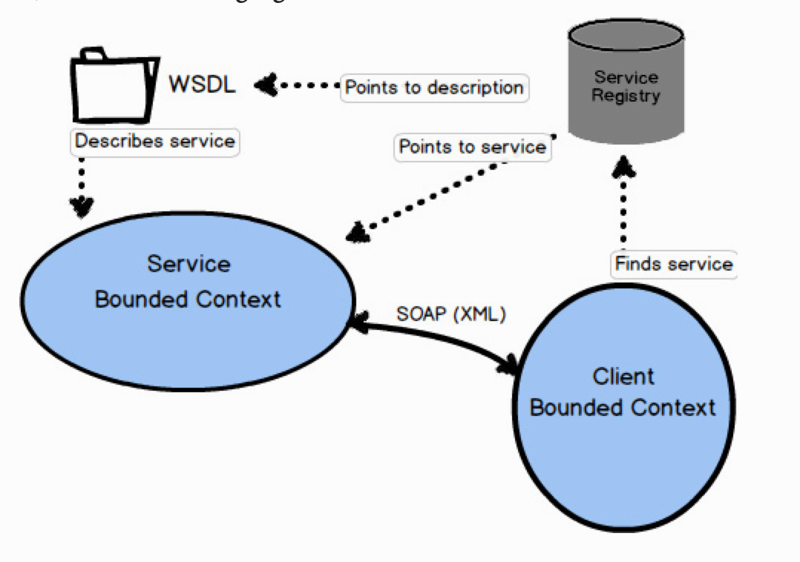 WSDL
Points to description
Service
Registry
Describes service
Points to service
Service
Bounded Context
Finds service
SOAP (XML)
Client
Bounded Context